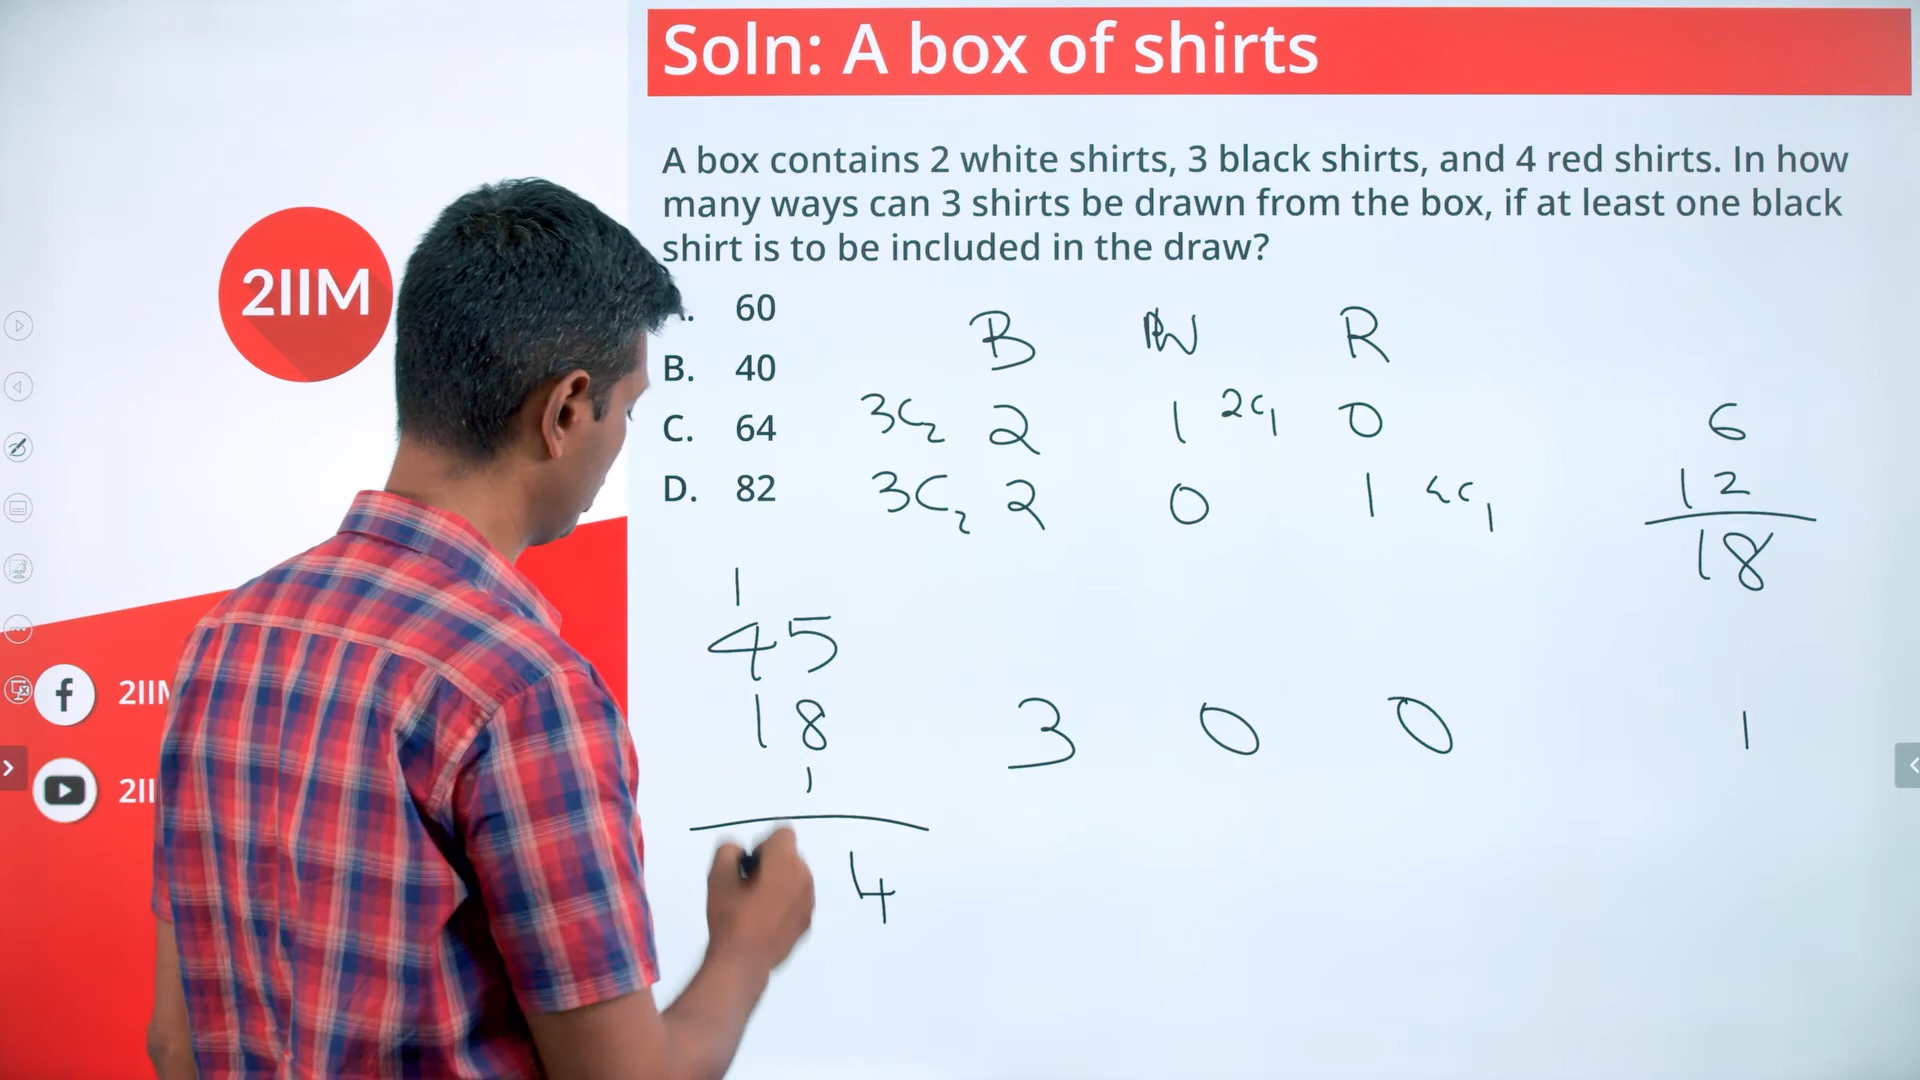 Soln: A box of shirts
A box contains 2 white shirts, 3 black shirts, and 4 red shirts. In how
many ways can 3 shirts be drawn from the box, if at least one black
shirt is to be included in the draw?
2IIM
60
B. 40
C. 64
D. 82
B W R
3C2 2 1 2C1 0 6
3C2 2 0 1 4C1 12
18
1
45
18 3 0 0 1
1
4
f 2IIM
2II